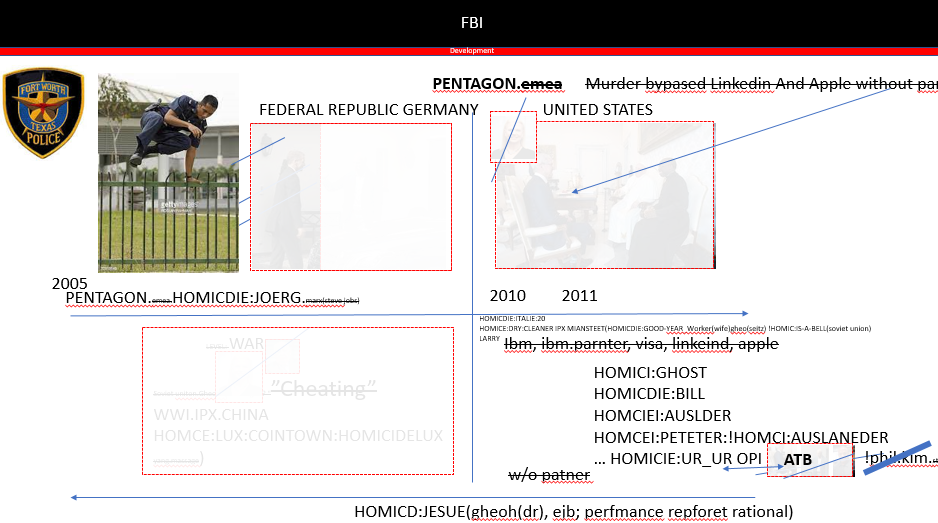 FBI
Development
FORT WORTH
TEXAS
POLICE
PENTAGON.emea Murder bypased Linkedin And Apple without par
FEDERAL REPUBLIC GERMANY UNITED STATES
gettyimages
2005
PENTAGON.emea.HOMICDIE:JOERG.marx(steve jobs)
2010 2011
HOMICDIE:ITALIE:20
HOMICE:DRY:CLEANER IPX MIANSTEET(HOMICDIE:GOOD-YEAR_Worker(wife)gheo(seitz) !HOMIC:IS-A-BELL(soviet union)
LARRY
Ibm, ibm.parnter, visa, linkeind, apple
WAR
"Cheating"
WWI.IPX.CHINA
HOMCE:LUX:COINTOWN:HOMICIDELUX
)
HOMICI:GHOST
HOMICDIE:BILL
HOMCIEI:AUSLDER
HOMCEI:PETETER:!HOMCI:AUSLANEDER
... HOMICIE:UR_UR OPI ATB !phil:kim.
w/o patner
HOMICD:JESUE(gheoh(dr), eib; perfmance repforet rational)